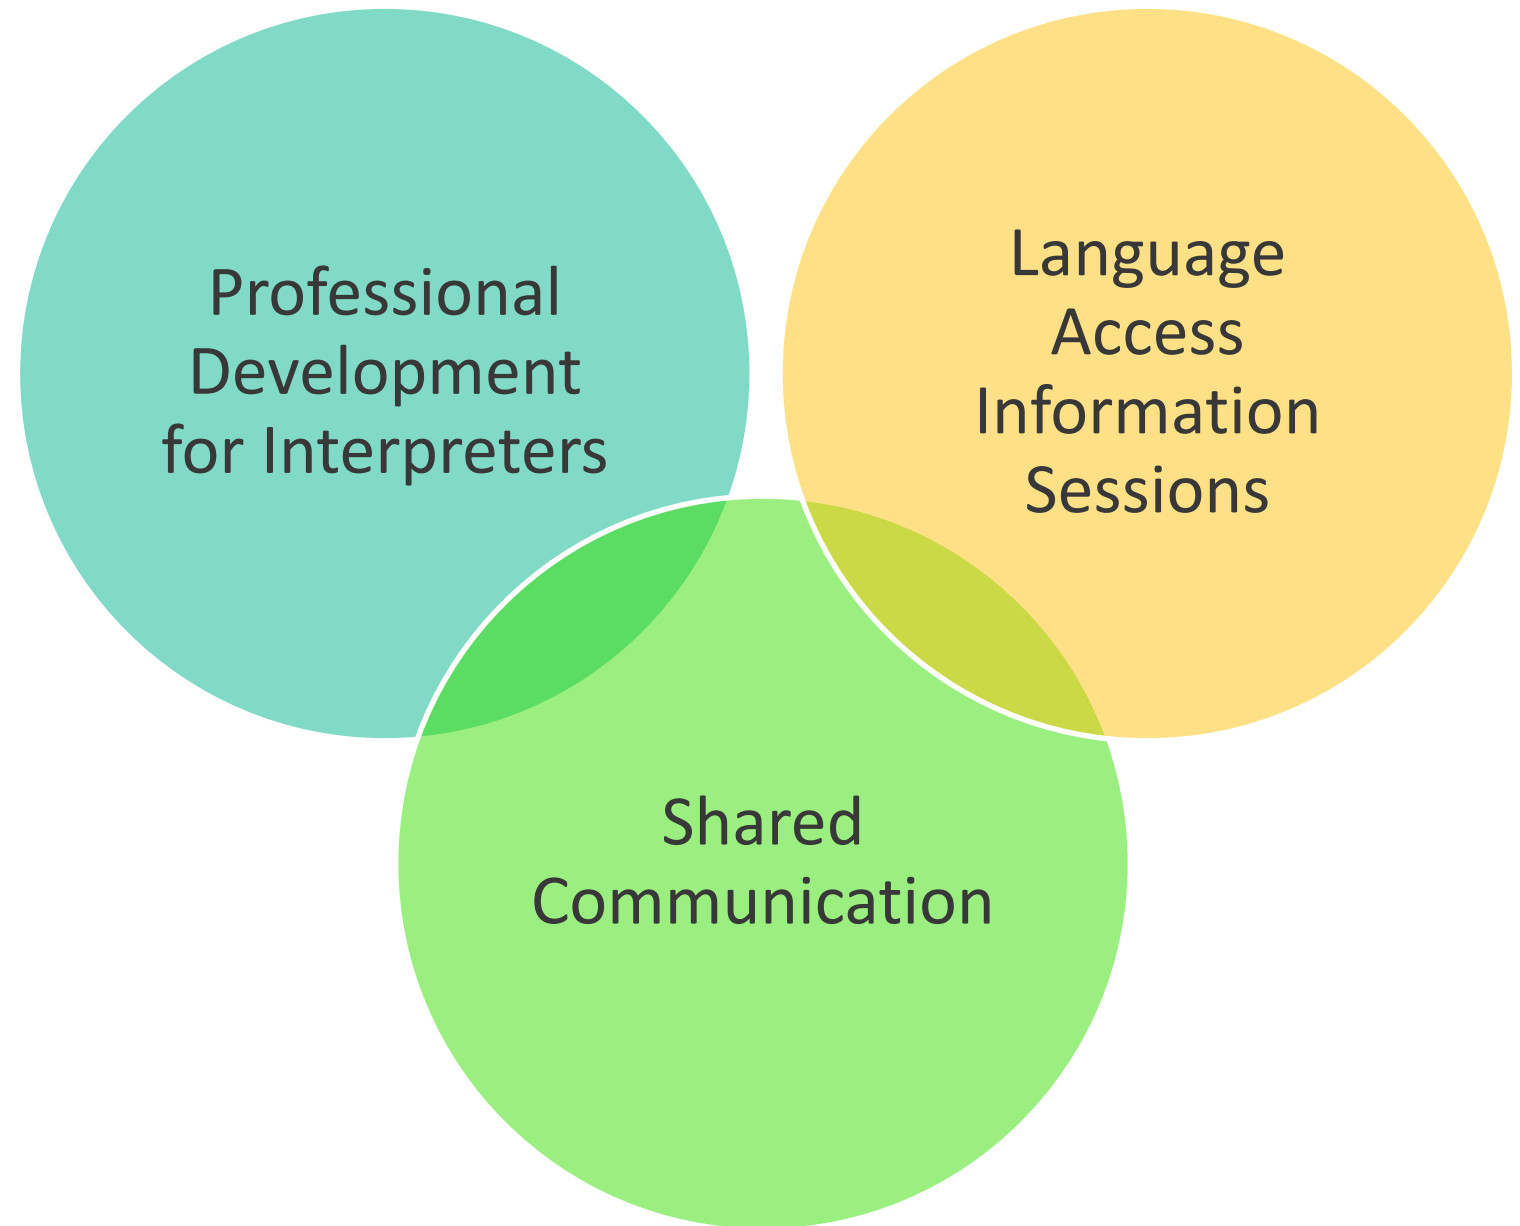 Professional
Development
for Interpreters
Language
Access
Information
Sessions
Shared
Communication